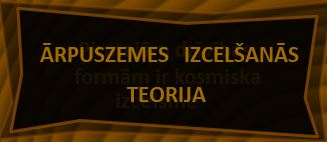 ĀRPUSZEMES IZCELŠANĀS
formām ir kosmiska
TEORIJA